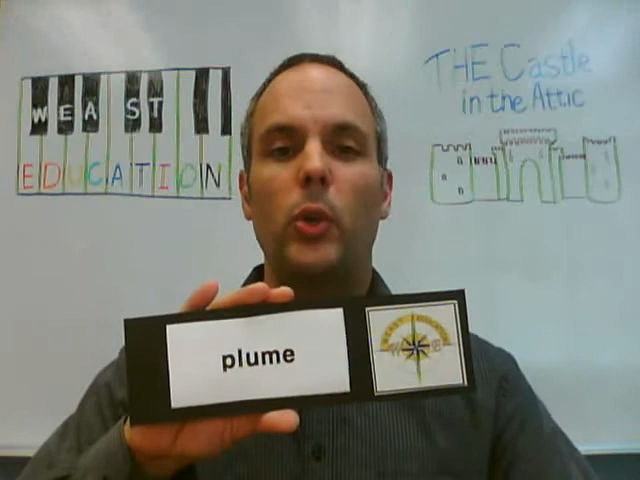 WEAST
EDUCATION
THE Castle
in the Attic
plume